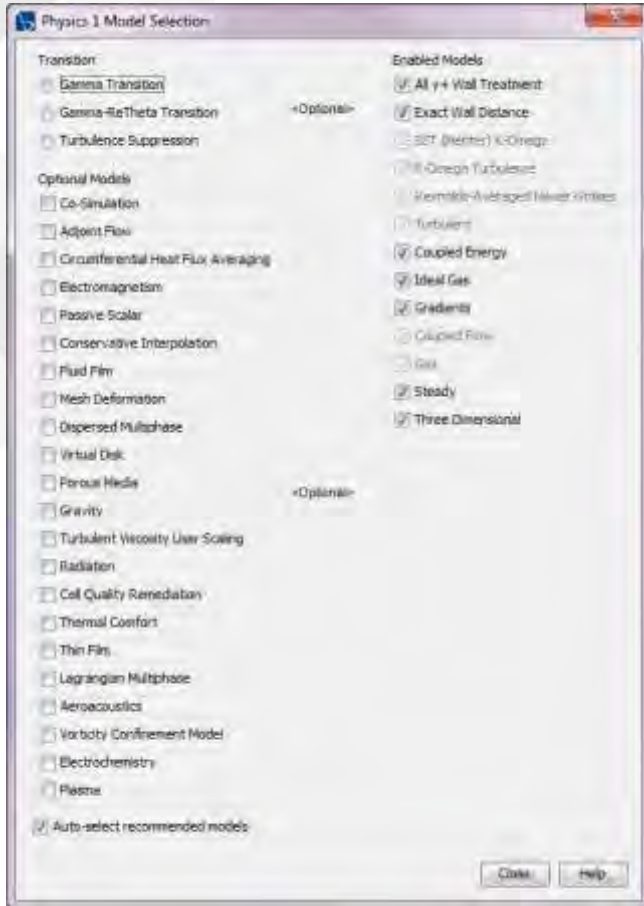 Physics 1 Model Selection
Transition
Gamma Transition
Gamma-ReTheta Transition
Turbulence Suppression
<Optional>
Optional Models
Co-Simulation
Adjoint Flow
Circumferential Heat Flux Averaging
Electromagnetism
Passive Scalar
Conservative Interpolation
Fluid Film
Mesh Deformation
Dispersed Multiphase
Virtual Disk
Porous Media
Gravity
Turbulent Viscosity User Scaling
Radiation
Cell Quality Remediation
Thermal Comfort
Thin Film
Lagrangian Multiphase
Aeroacoustics
Vorticity Confinement Model
Electrochemistry
Plasma
<Optional>
Auto-select recommended models
Enabled Models
All y+ Wall Treatment
Exact Wall Distance
SST (Menter) K-Omega
K-Omega Turbulence
Reynolds-Averaged Navier-Stokes
Turbulent
Coupled Energy
Ideal Gas
Gradients
Coupled Flow
Gas
Steady
Three Dimensional
Close
Help